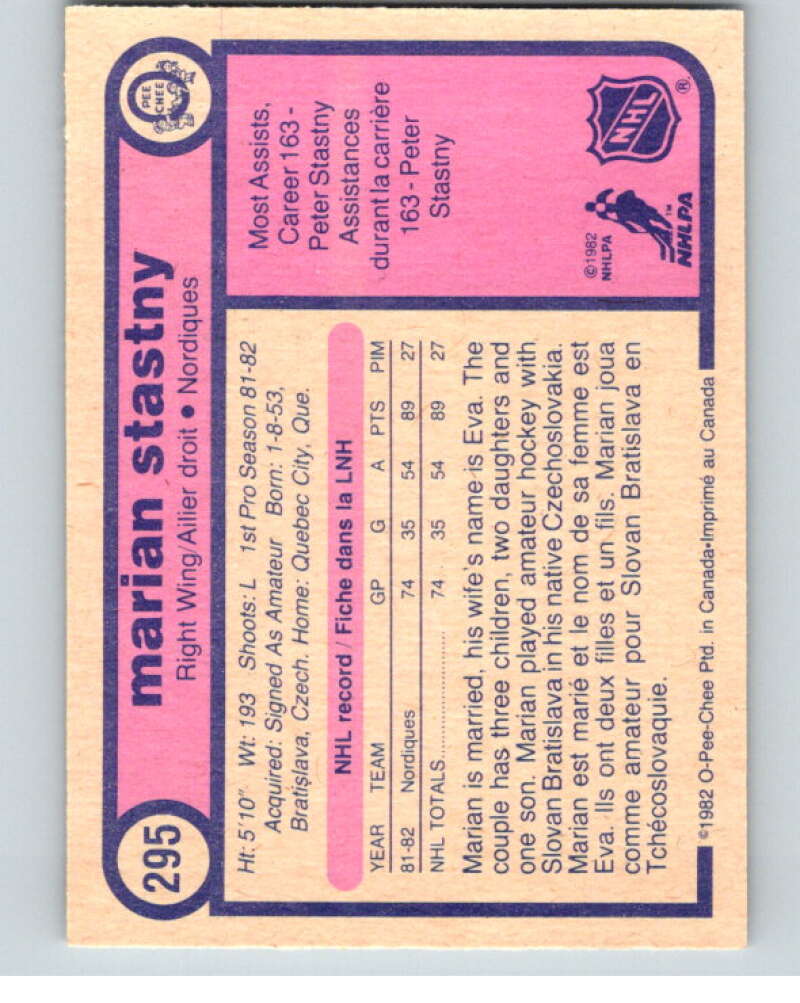 295
marian stastny
Right Wing/Ailier droit • Nordiques
O
PEE
CHEE
Ht: 5'10" Wt: 193 Shoots: L 1st Pro Season 81-82
Acquired: Signed As Amateur Born: 1-8-53,
Bratislava, Czech. Home: Quebec City, Que.
NHL record / Fiche dans la LNH
YEAR TEAM GP G A PTS PIM
81-82 Nordiques 74 35 54 89 27
NHL TOTALS 74 35 54 89 27
Marian is married, his wife's name is Eva. The
couple has three children, two daughters and
one son. Marian played amateur hockey with
Slovan Bratislava in his native Czechoslovakia.
Marian est marié et le nom de sa femme est
Eva. Ils ont deux filles et un fils. Marian joua
comme amateur pour Slovan Bratislava en
Tchécoslovaquie.
Most Assists,
Career 163 -
Peter Stastny
Assistances
durant la carrière
163 - Peter
Stastny
©1982
NHLPA
NHLPA ™
NHL ®
©1982 O-Pee-Chee Ptd. in Canada•Imprimé au Canada